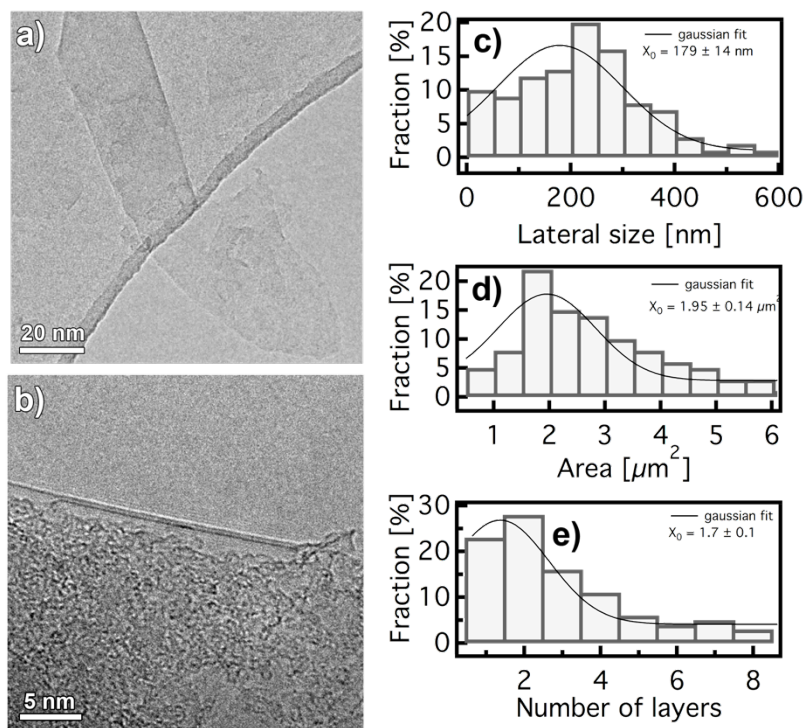 a)
20 nm
b)
5 nm
c)
Fraction [%]
20
15
10
5
0
gaussian fit
X₀ = 179 ± 14 nm
0 200 400 600
Lateral size [nm]
d)
Fraction [%]
20
15
10
5
0
gaussian fit
X₀ = 1.95 ± 0.14 µm²
1 2 3 4 5 6
Area [µm²]
e)
Fraction [%]
30
20
10
0
gaussian fit
X₀ = 1.7 ± 0.1
2 4 6 8
Number of layers